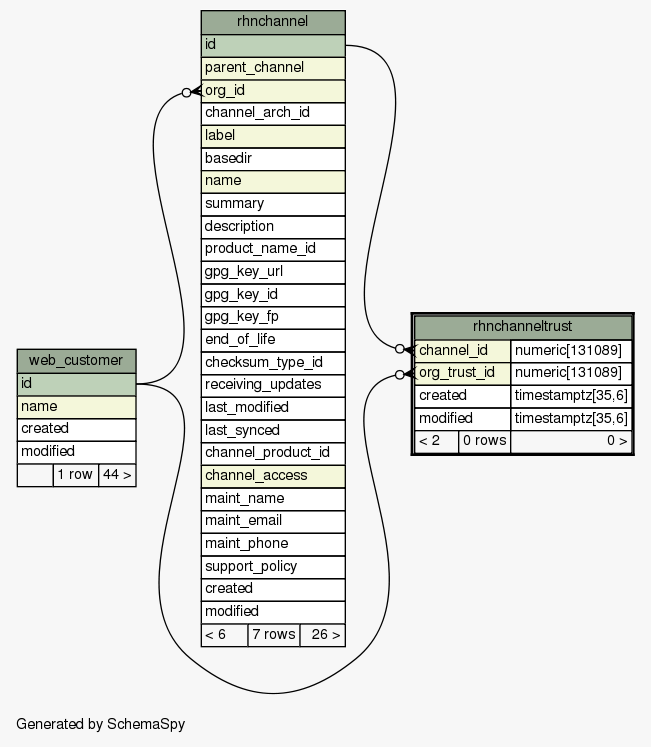 rhnchannel
id
parent_channel
org_id
channel_arch_id
label
basedir
name
summary
description
product_name_id
gpg_key_url
gpg_key_id
gpg_key_fp
end_of_life
checksum_type_id
receiving_updates
last_modified
last_synced
channel_product_id
channel_access
maint_name
maint_email
maint_phone
support_policy
created
modified
< 6 7 rows 26 >
web_customer
id
name
created
modified
1 row 44 >
rhnchanneltrust
channel_id numeric[131089]
org_trust_id numeric[131089]
created timestamptz[35,6]
modified timestamptz[35,6]
< 2 0 rows 0 >
Generated by SchemaSpy